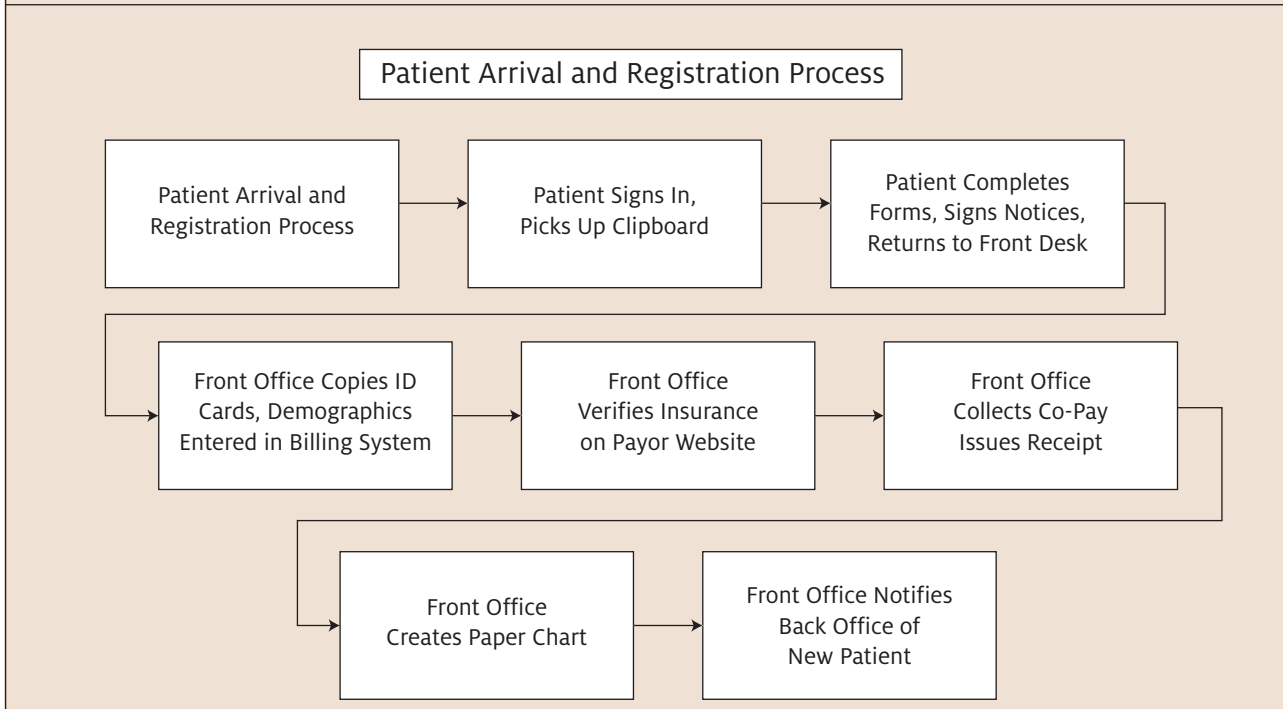 Patient Arrival and Registration Process
Patient Arrival and
Registration Process
Patient Signs In,
Picks Up Clipboard
Patient Completes
Forms, Signs Notices,
Returns to Front Desk
Front Office Copies ID
Cards, Demographics
Entered in Billing System
Front Office
Verifies Insurance
on Payor Website
Front Office
Collects Co-Pay
Issues Receipt
Front Office
Creates Paper Chart
Front Office Notifies
Back Office of
New Patient